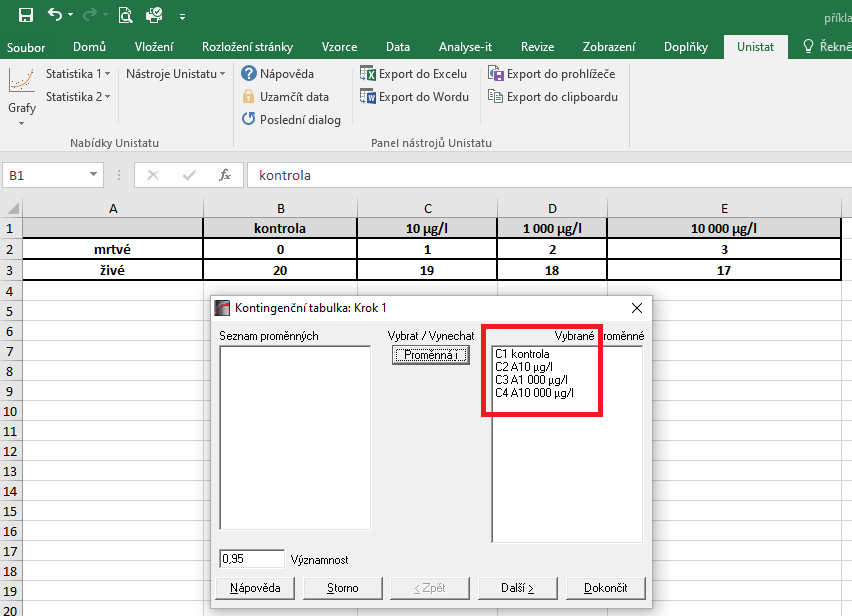 příkla
Soubor Domů Vložení Rozložení stránky Vzorce Data Analyse-it Revize Zobrazení Doplňky Unistat Řekně
Grafy
Statistika 1
Statistika 2
Nástroje Unistatu
Nabídky Unistatu
Nápověda
Uzamčít data
Poslední dialog
Export do Excelu
Export do Wordu
Export do prohlížeče
Export do clipboardu
Panel nástrojů Unistatu
B1 fx kontrola
A B C D E
1 kontrola 10 µg/l 1 000 µg/l 10 000 µg/l
2 mrtvé 0 1 2 3
3 živé 20 19 18 17
4
5
6
7
8
9
10
11
12
13
14
15
16
17
18
19
20
Kontingenční tabulka: Krok 1
Seznam proměnných
Vybrat / Vynechat
Proměnná i
Vybrané roměnné
C1 kontrola
C2 A10 µg/l
C3 A1 000 µg/l
C4 A10 000 µg/l
0,95 Významnost
Nápověda Storno < Zpět Další > Dokončit